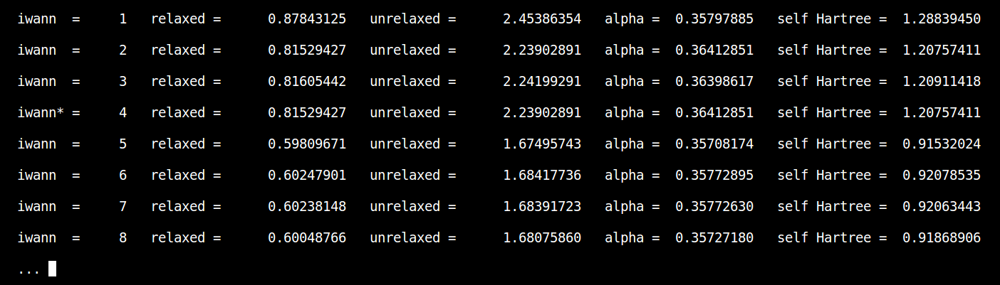 iwann  =     1   relaxed =      0.87843125   unrelaxed =      2.45386354   alpha =  0.35797885   self Hartree =  1.28839450
iwann  =     2   relaxed =      0.81529427   unrelaxed =      2.23902891   alpha =  0.36412851   self Hartree =  1.20757411
iwann  =     3   relaxed =      0.81605442   unrelaxed =      2.24199291   alpha =  0.36398617   self Hartree =  1.20911418
iwann* =     4   relaxed =      0.81529427   unrelaxed =      2.23902891   alpha =  0.36412851   self Hartree =  1.20757411
iwann  =     5   relaxed =      0.59809671   unrelaxed =      1.67495743   alpha =  0.35708174   self Hartree =  0.91532024
iwann  =     6   relaxed =      0.60247901   unrelaxed =      1.68417736   alpha =  0.35772895   self Hartree =  0.92078535
iwann  =     7   relaxed =      0.60238148   unrelaxed =      1.68391723   alpha =  0.35772630   self Hartree =  0.92063443
iwann  =     8   relaxed =      0.60048766   unrelaxed =      1.68075860   alpha =  0.35727180   self Hartree =  0.91868906
...